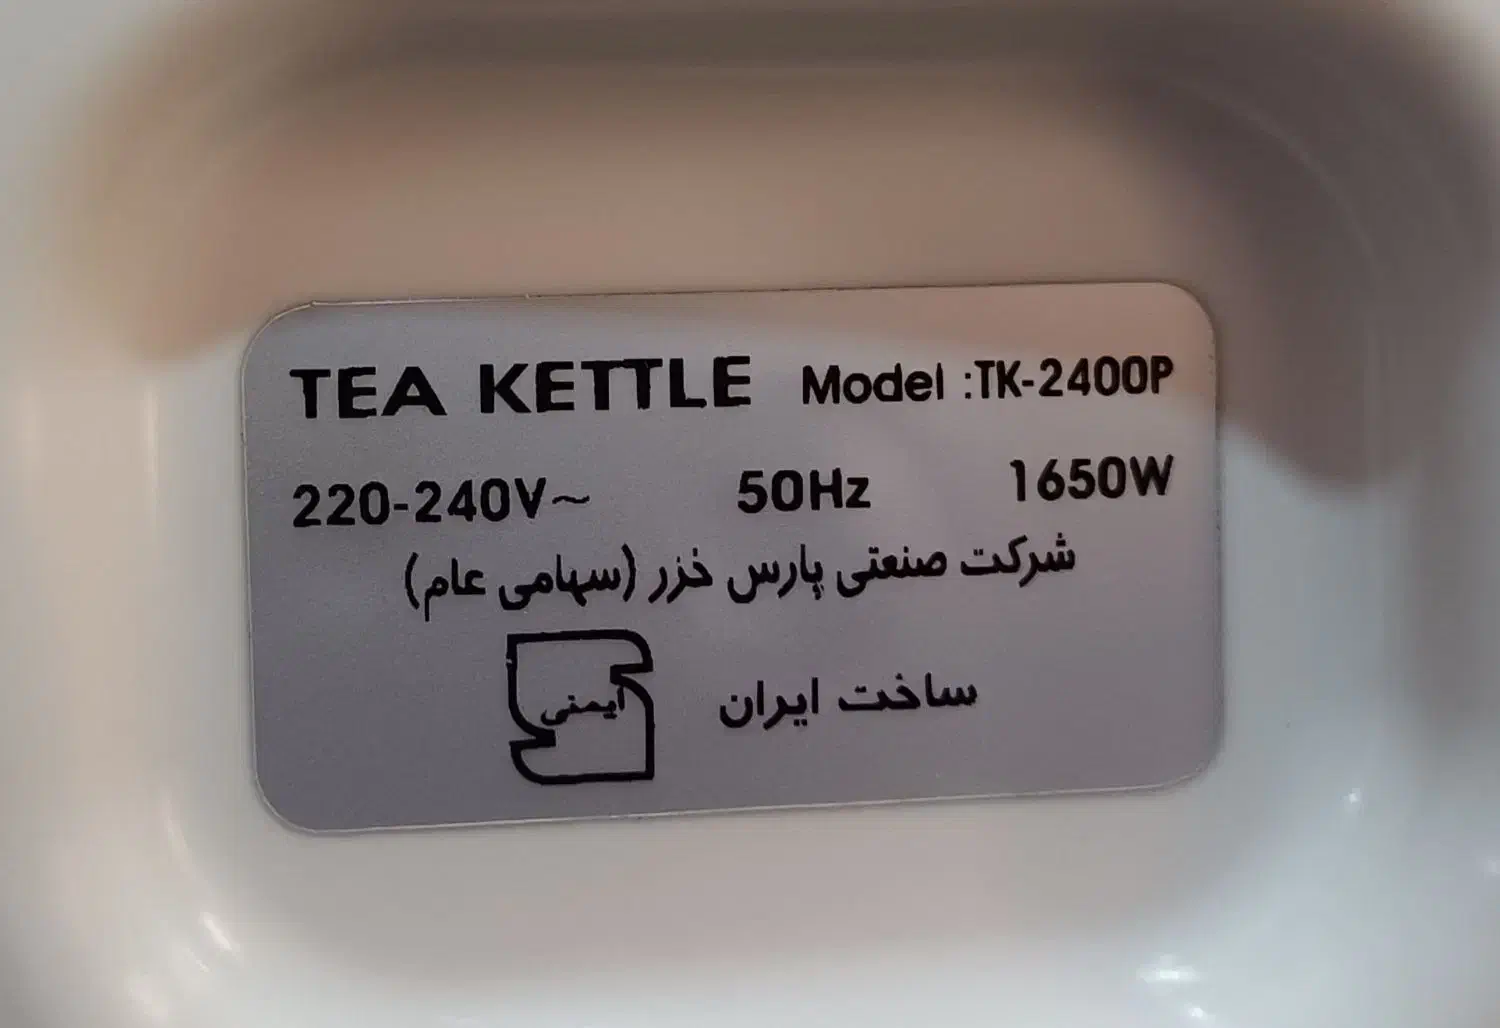 TEA KETTLE Model :TK-2400P
220-240V~ 50Hz 1650W
شرکت صنعتی پارس خزر (سهامی عام)
ساخت ایران
ایمنی